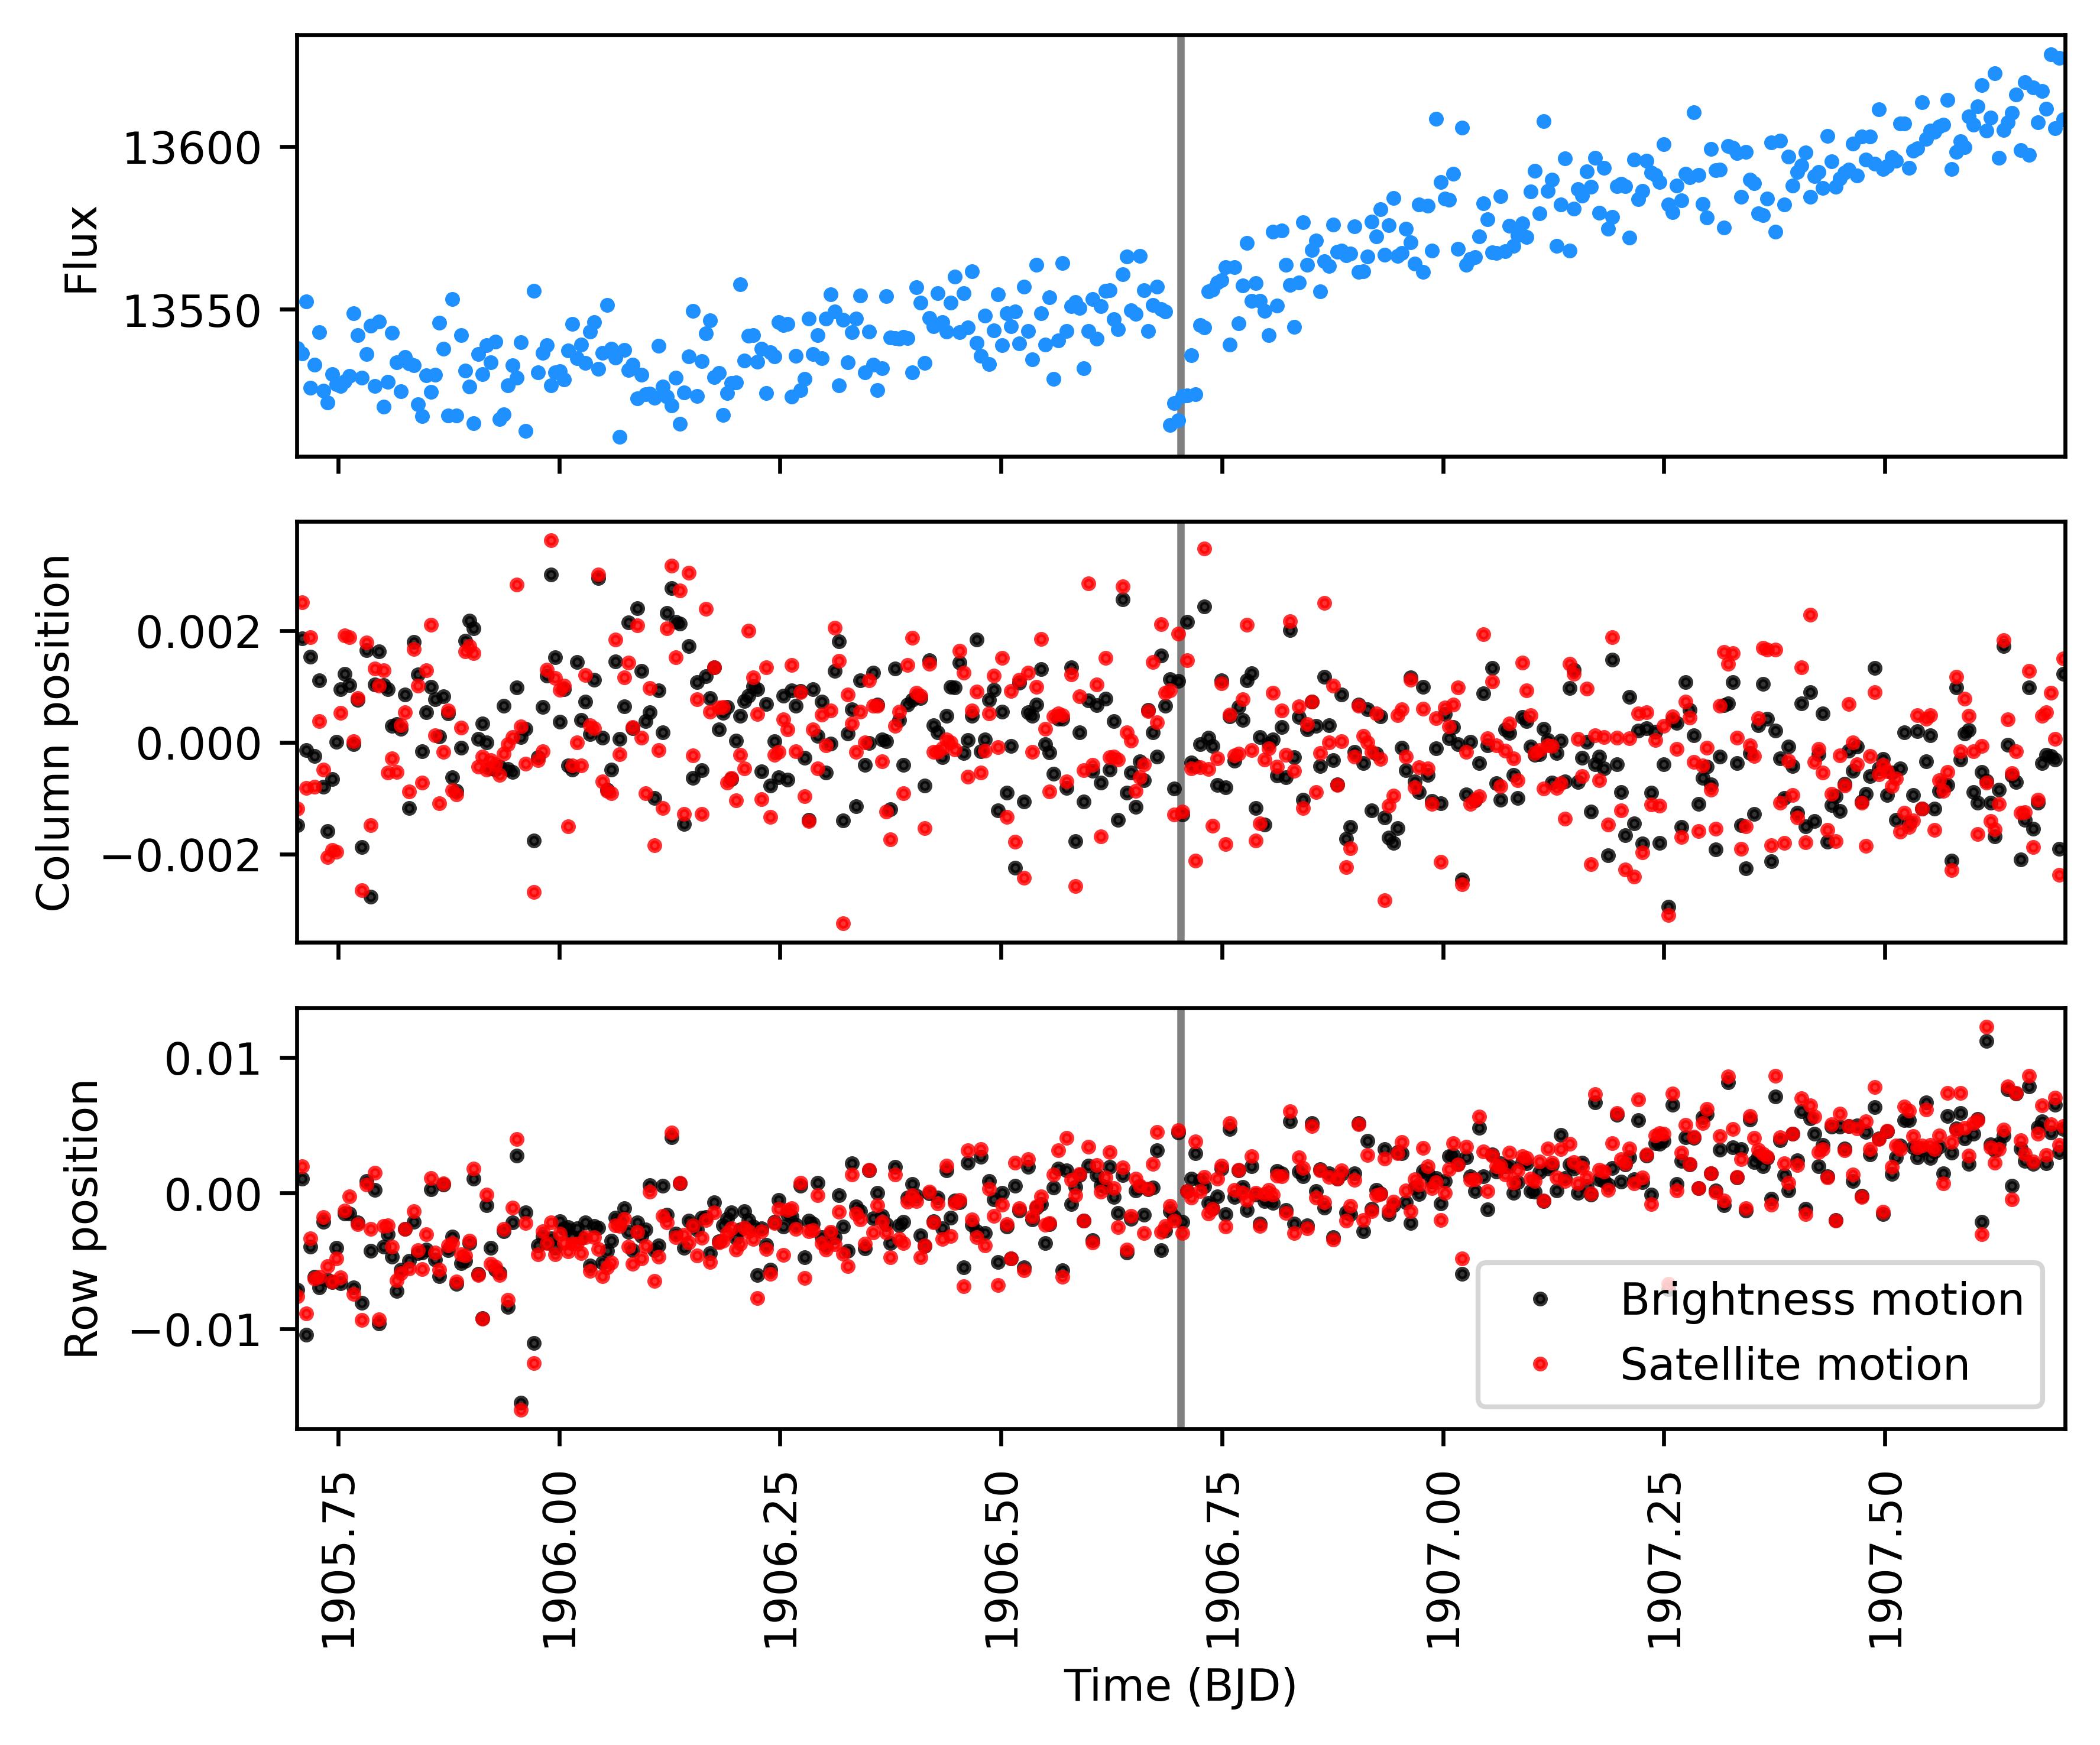 Flux
13600
13550
Column position
0.002
0.000
−0.002
Row position
0.01
0.00
−0.01
Brightness motion
Satellite motion
1905.75
1906.00
1906.25
1906.50
1906.75
1907.00
1907.25
1907.50
Time (BJD)